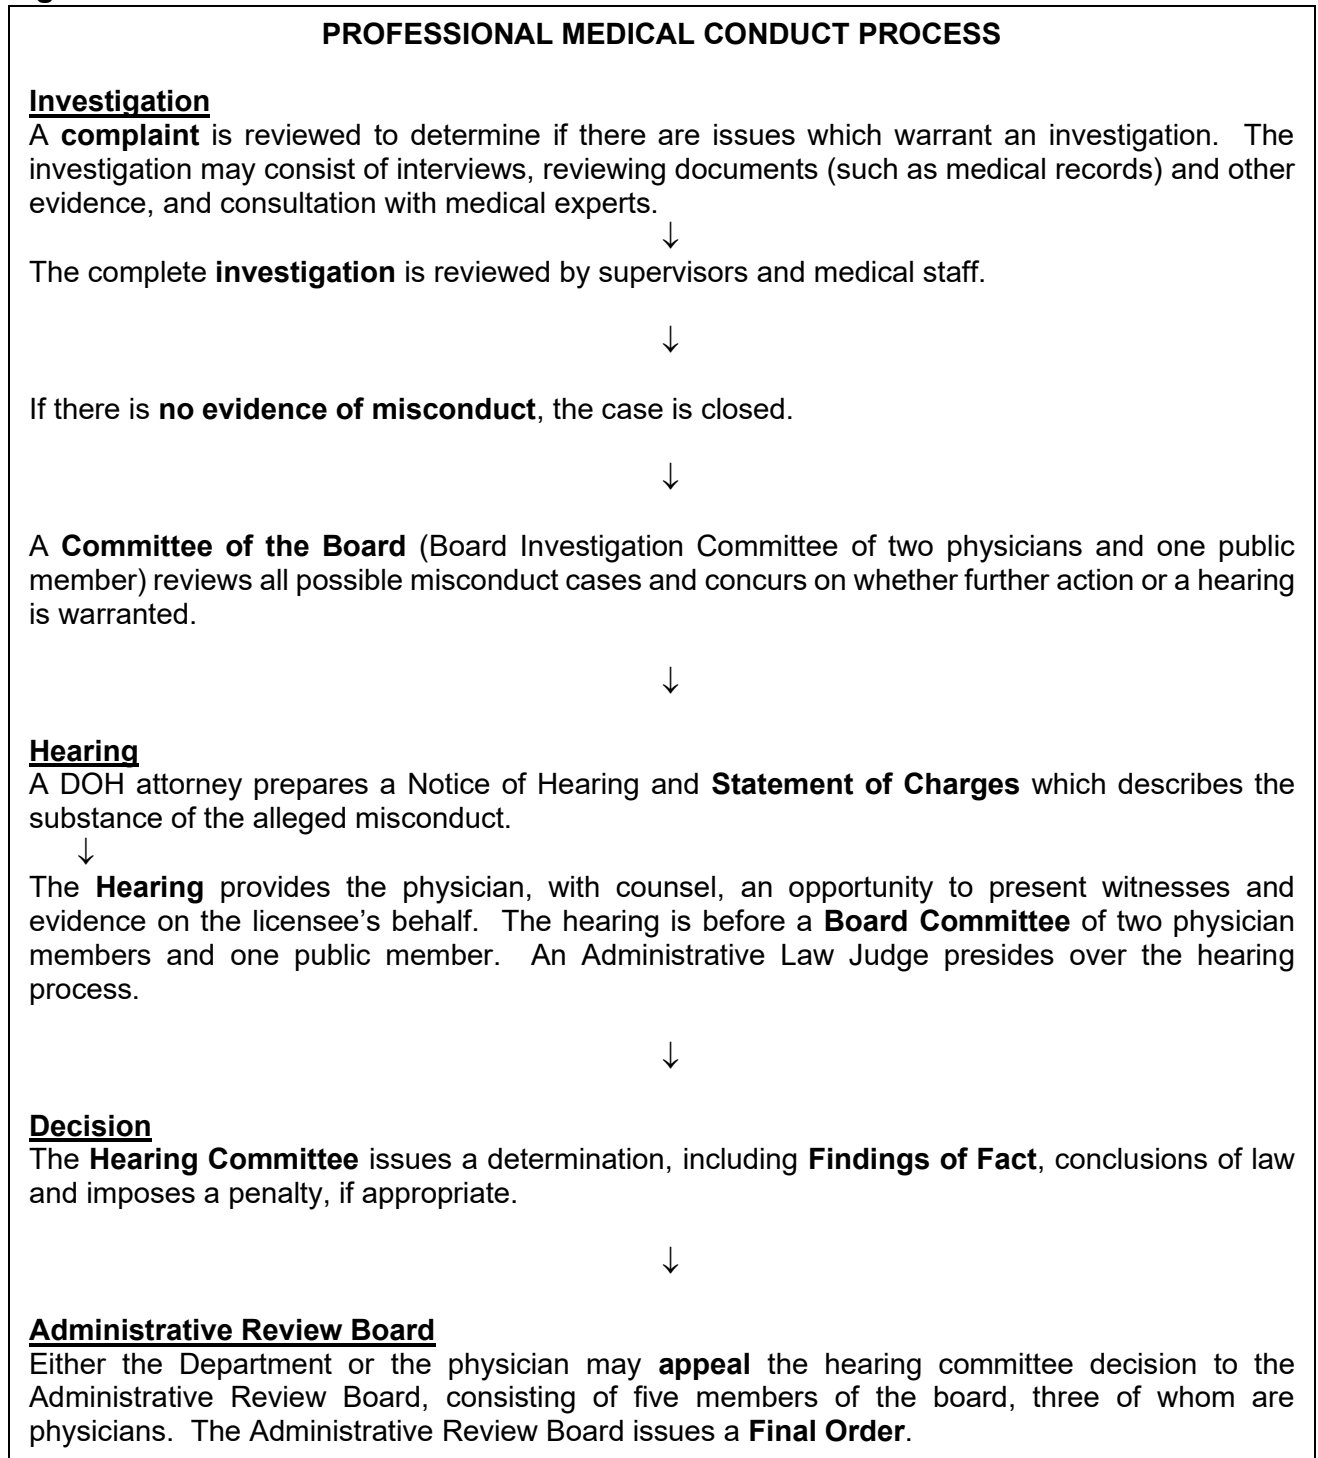 PROFESSIONAL MEDICAL CONDUCT PROCESS
Investigation
A complaint is reviewed to determine if there are issues which warrant an investigation. The
investigation may consist of interviews, reviewing documents (such as medical records) and other
evidence, and consultation with medical experts.
↓
The complete investigation is reviewed by supervisors and medical staff.
↓
If there is no evidence of misconduct, the case is closed.
↓
A Committee of the Board (Board Investigation Committee of two physicians and one public
member) reviews all possible misconduct cases and concurs on whether further action or a hearing
is warranted.
↓
Hearing
A DOH attorney prepares a Notice of Hearing and Statement of Charges which describes the
substance of the alleged misconduct.
↓
The Hearing provides the physician, with counsel, an opportunity to present witnesses and
evidence on the licensee’s behalf. The hearing is before a Board Committee of two physician
members and one public member. An Administrative Law Judge presides over the hearing
process.
↓
Decision
The Hearing Committee issues a determination, including Findings of Fact, conclusions of law
and imposes a penalty, if appropriate.
↓
Administrative Review Board
Either the Department or the physician may appeal the hearing committee decision to the
Administrative Review Board, consisting of five members of the board, three of whom are
physicians. The Administrative Review Board issues a Final Order.